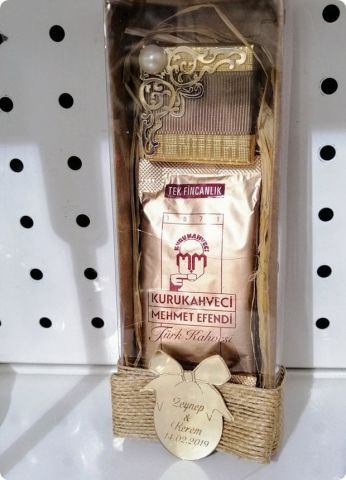 TEK FİNCANLIK
1871
KURUKAHVECİ
MM
KURUKAHVECİ
MEHMET EFENDİ
Türk Kahvesi
Zeynep
&
Kerem
14.02.2019